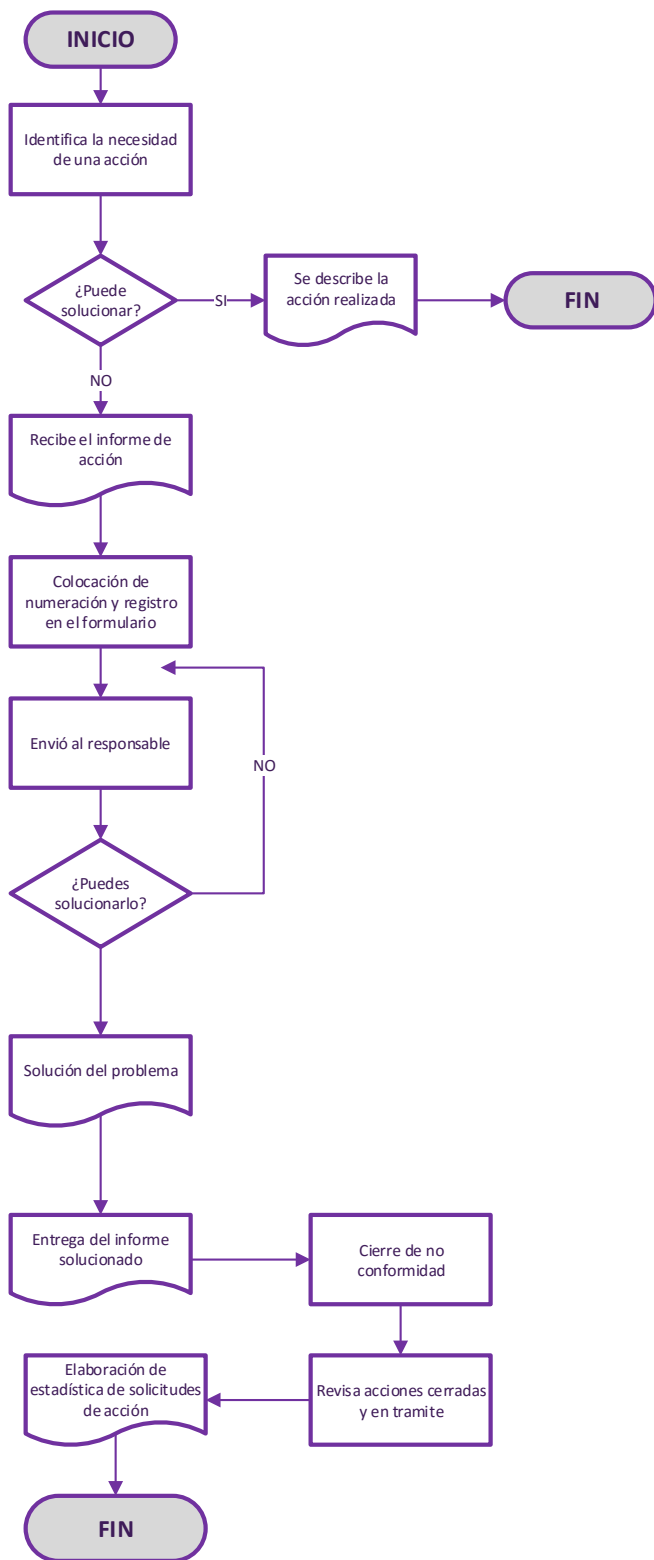 INICIO
Identifica la necesidad
de una acción
¿Puede
solucionar?
SI
Se describe la
acción realizada
FIN
NO
Recibe el informe de
acción
Colocación de
numeración y registro
en el formulario
Envió al responsable
NO
¿Puedes
solucionarlo?
Solución del problema
Entrega del informe
solucionado
Cierre de no
conformidad
Revisa acciones cerradas
y en tramite
Elaboración de
estadística de solicitudes
de acción
FIN